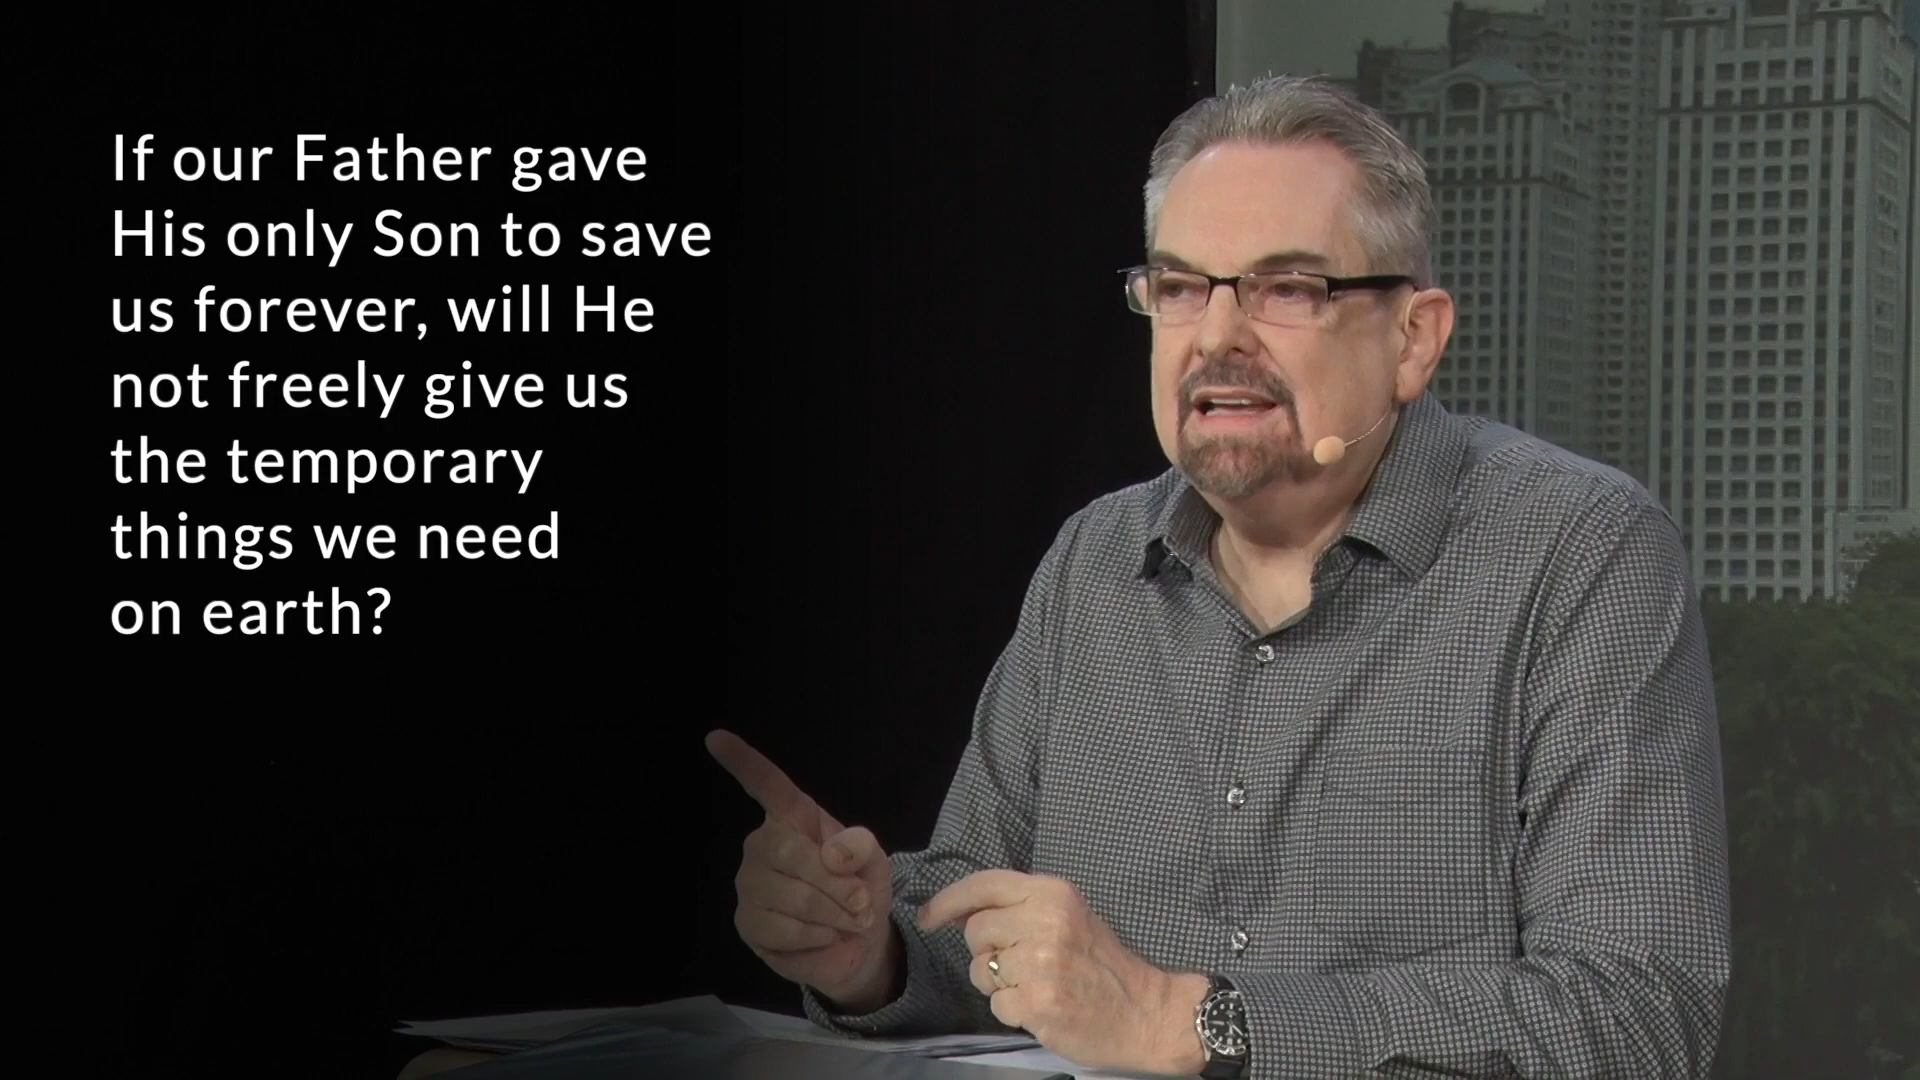 If our Father gave
His only Son to save
us forever, will He
not freely give us
the temporary
things we need
on earth?